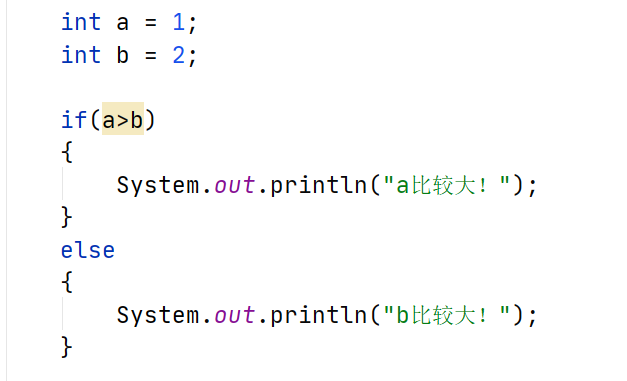 int a = 1;
int b = 2;
if(a>b)
{
System.out.println("a比较大！");
}
else
{
System.out.println("b比较大！");
}